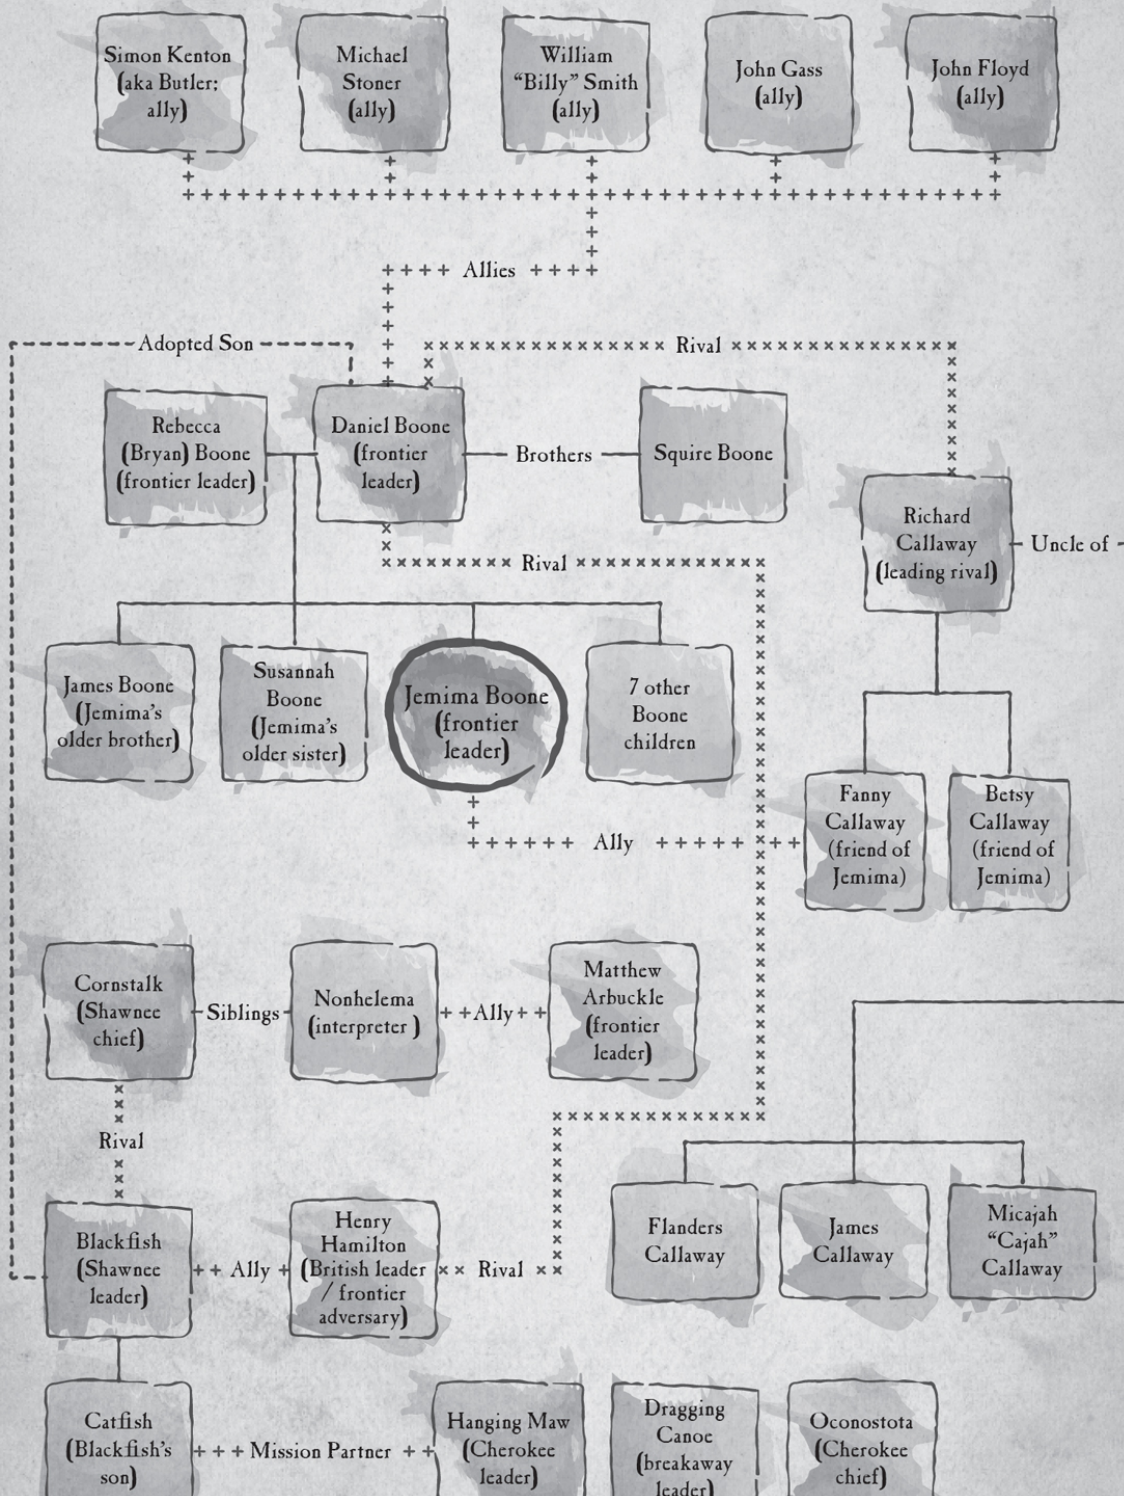 Simon Kenton
(aka Butler;
ally)
Michael
Stoner
(ally)
William
“Billy” Smith
(ally)
John Gass
(ally)
John Floyd
(ally)
Allies
Adopted Son
Rival
Rebecca
(Bryan) Boone
(frontier leader)
Daniel Boone
(frontier
leader)
Brothers
Squire Boone
Richard
Callaway
(leading rival)
Uncle of
Rival
James Boone
(Jemima’s
older brother)
Susannah
Boone
(Jemima’s
older sister)
Jemima Boone
(frontier
leader)
7 other
Boone
children
Fanny
Callaway
(friend of
Jemima)
Betsy
Callaway
(friend of
Jemima)
Ally
Cornstalk
(Shawnee
chief)
Siblings
Nonhelema
(interpreter )
Ally
Matthew
Arbuckle
(frontier
leader)
Rival
Blackfish
(Shawnee
leader)
Ally
Henry
Hamilton
(British leader
/ frontier
adversary)
Rival
Flanders
Callaway
James
Callaway
Micajah
“Cajah”
Callaway
Catfish
(Blackfish’s
son)
Mission Partner
Hanging Maw
(Cherokee
leader)
Dragging
Canoe
(breakaway
leader)
Oconostota
(Cherokee
chief)